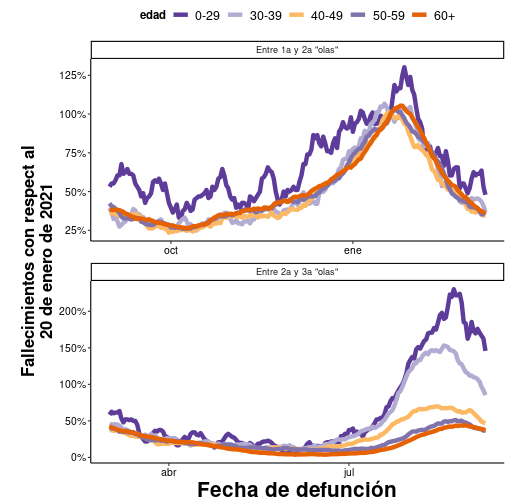 edad 0-29 30-39 40-49 50-59 60+
Entre 1a y 2a "olas"
125%
100%
75%
50%
25%
oct ene
Fallecimientos con respect al
20 de enero de 2021
Entre 2a y 3a "olas"
200%
150%
100%
50%
0%
abr jul
Fecha de defunción